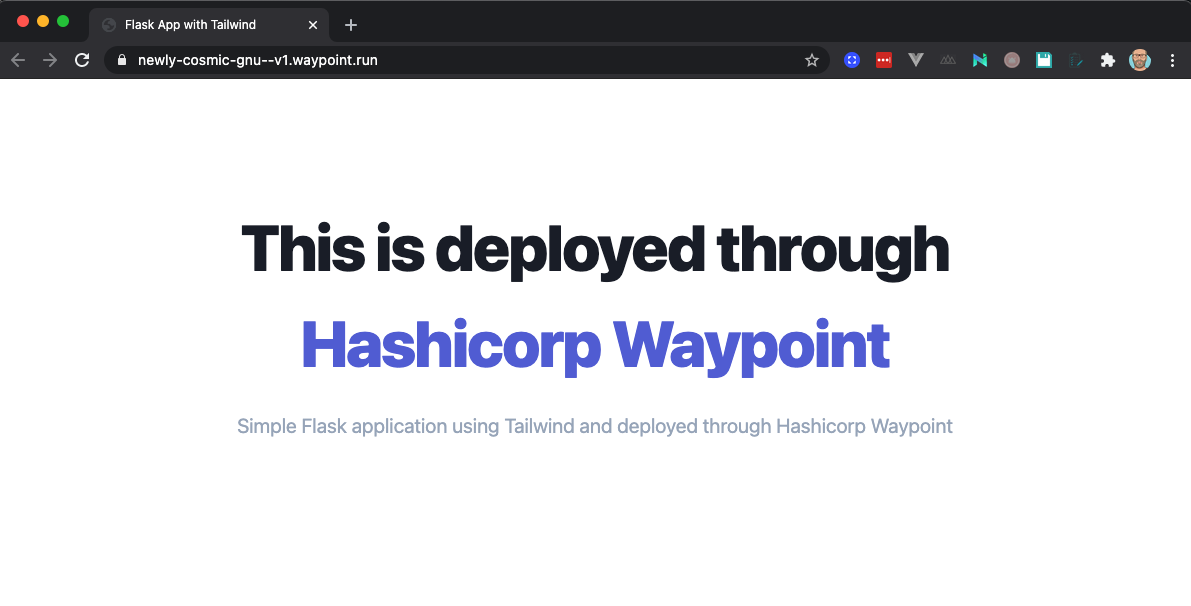 Flask App with Tailwind
newly-cosmic-gnu--v1.waypoint.run
This is deployed through
Hashicorp Waypoint
Simple Flask application using Tailwind and deployed through Hashicorp Waypoint